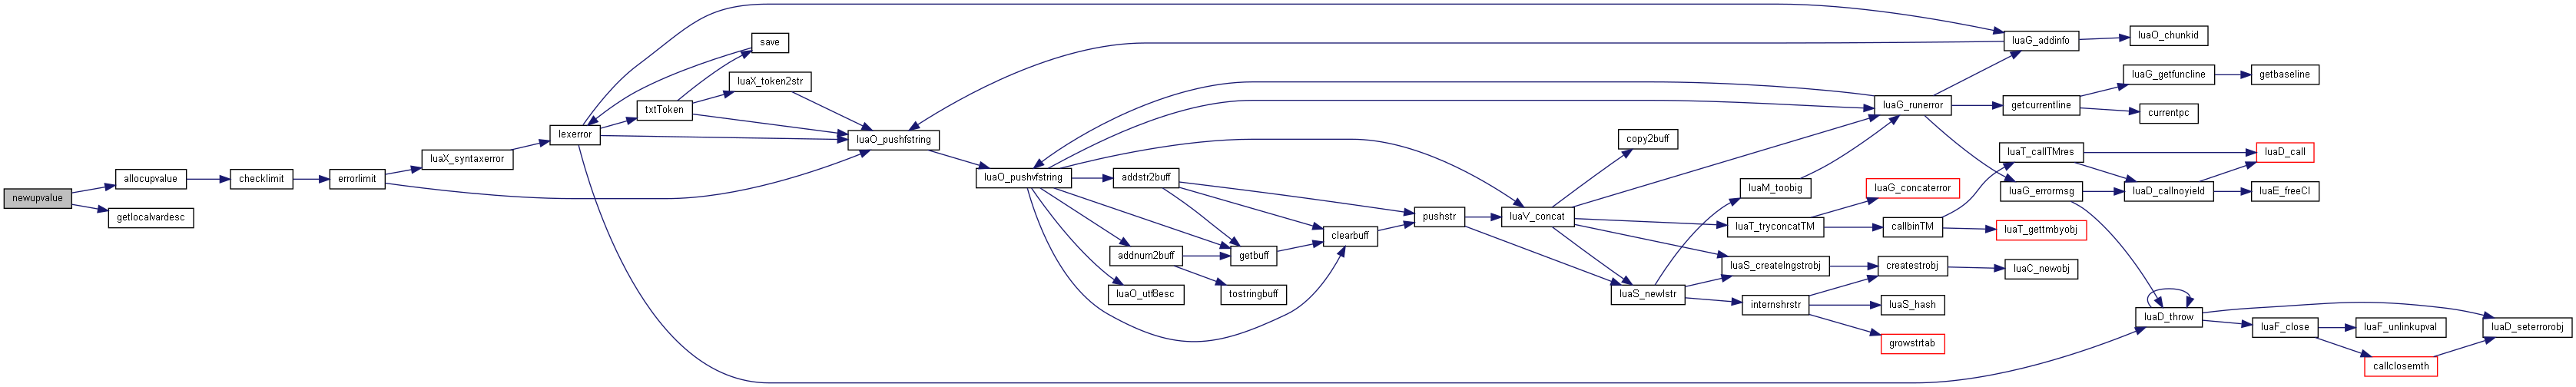 newupvalue
allocupvalue
getlocalvardesc
checklimit
errorlimit
luaX_syntaxerror
lexerror
txtToken
save
luaX_token2str
luaO_pushfstring
luaO_pushvfstring
addstr2buff
addnum2buff
luaO_utf8esc
getbuff
tostringbuff
clearbuff
pushstr
luaV_concat
copy2buff
luaS_newlstr
luaM_toobig
luaT_tryconcatTM
luaS_createlngstrobj
internshrstr
luaG_concaterror
callbinTM
createstrobj
luaS_hash
growstrtab
luaG_runerror
luaG_addinfo
getcurrentline
luaT_callTMres
luaG_errormsg
luaT_gettmbyobj
luaC_newobj
luaO_chunkid
luaG_getfuncline
currentpc
getbaseline
luaD_callnoyield
luaD_call
luaE_freeCI
luaD_throw
luaF_close
luaF_unlinkupval
callclosemth
luaD_seterrorobj